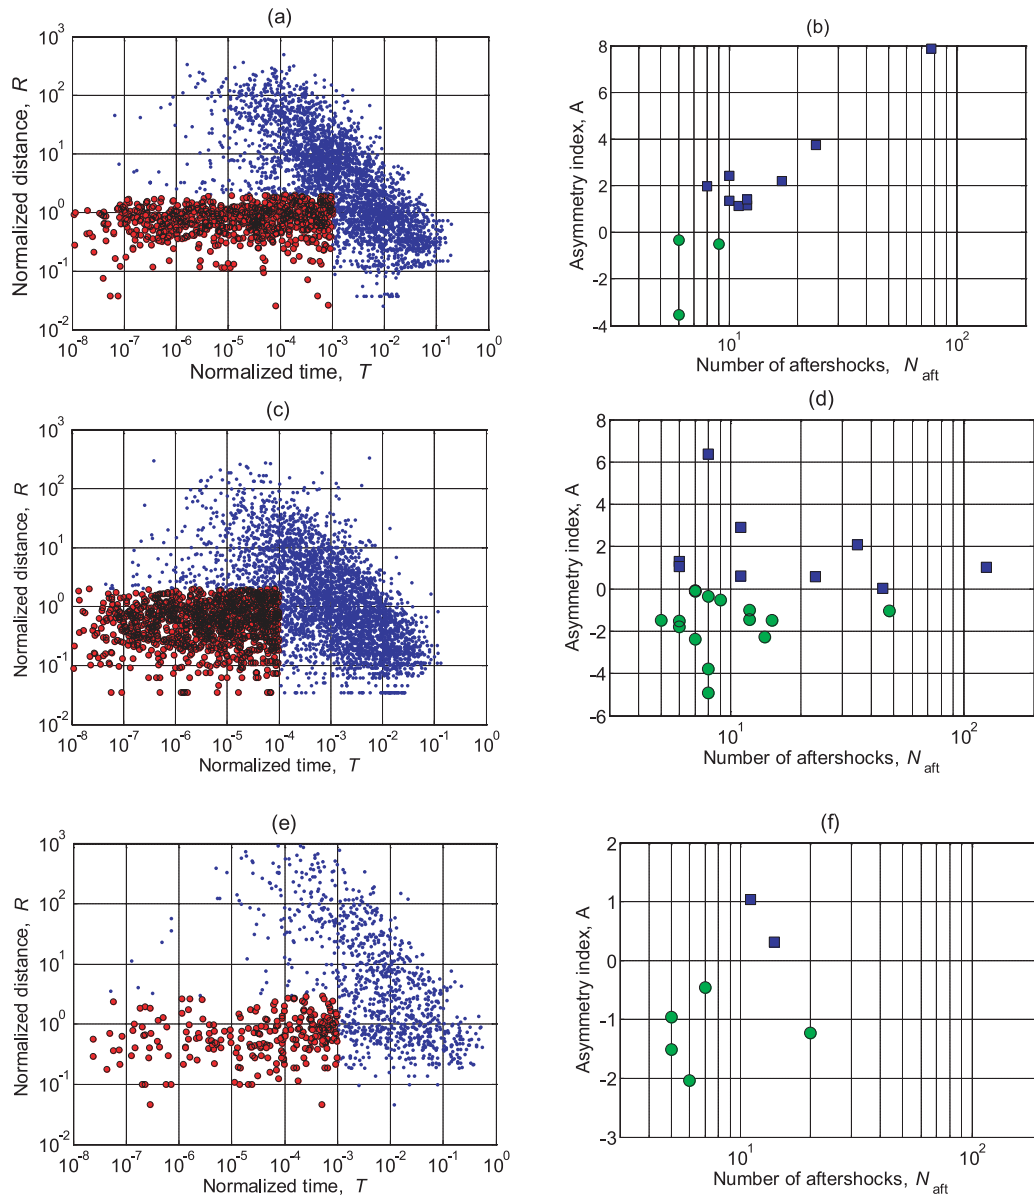 (a)
10^3
10^2
10^1
10^0
10^-1
10^-2
Normalized distance, R
10^-8 10^-7 10^-6 10^-5 10^-4 10^-3 10^-2 10^-1 10^0
Normalized time, T
(b)
8
6
4
2
0
-2
-4
Asymmetry index, A
10^1 10^2
Number of aftershocks, N_aft
(c)
10^3
10^2
10^1
10^0
10^-1
10^-2
Normalized distance, R
10^-8 10^-7 10^-6 10^-5 10^-4 10^-3 10^-2 10^-1 10^0
Normalized time, T
(d)
8
6
4
2
0
-2
-4
-6
Asymmetry index, A
10^1 10^2
Number of aftershocks, N_aft
(e)
10^3
10^2
10^1
10^0
10^-1
10^-2
Normalized distance, R
10^-8 10^-7 10^-6 10^-5 10^-4 10^-3 10^-2 10^-1 10^0
Normalized time, T
(f)
2
1
0
-1
-2
-3
Asymmetry index, A
10^1 10^2
Number of aftershocks, N_aft